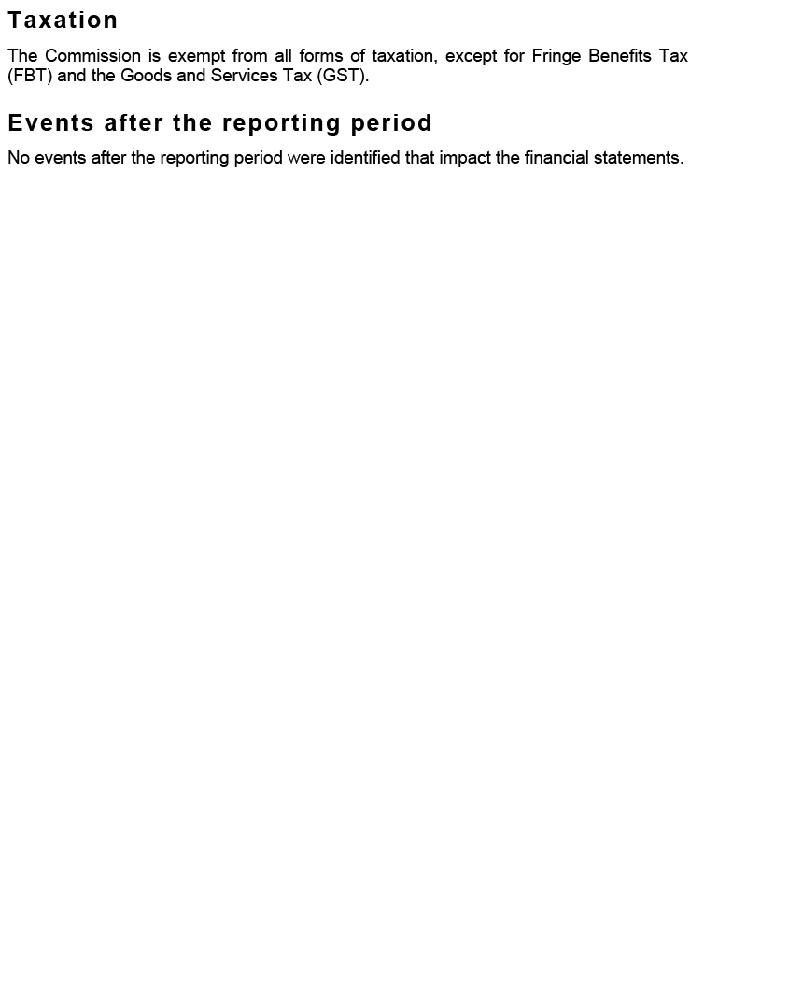 Taxation
The Commission is exempt from all forms of taxation, except for Fringe Benefits Tax
(FBT) and the Goods and Services Tax (GST).
Events after the reporting period
No events after the reporting period were identified that impact the financial statements.